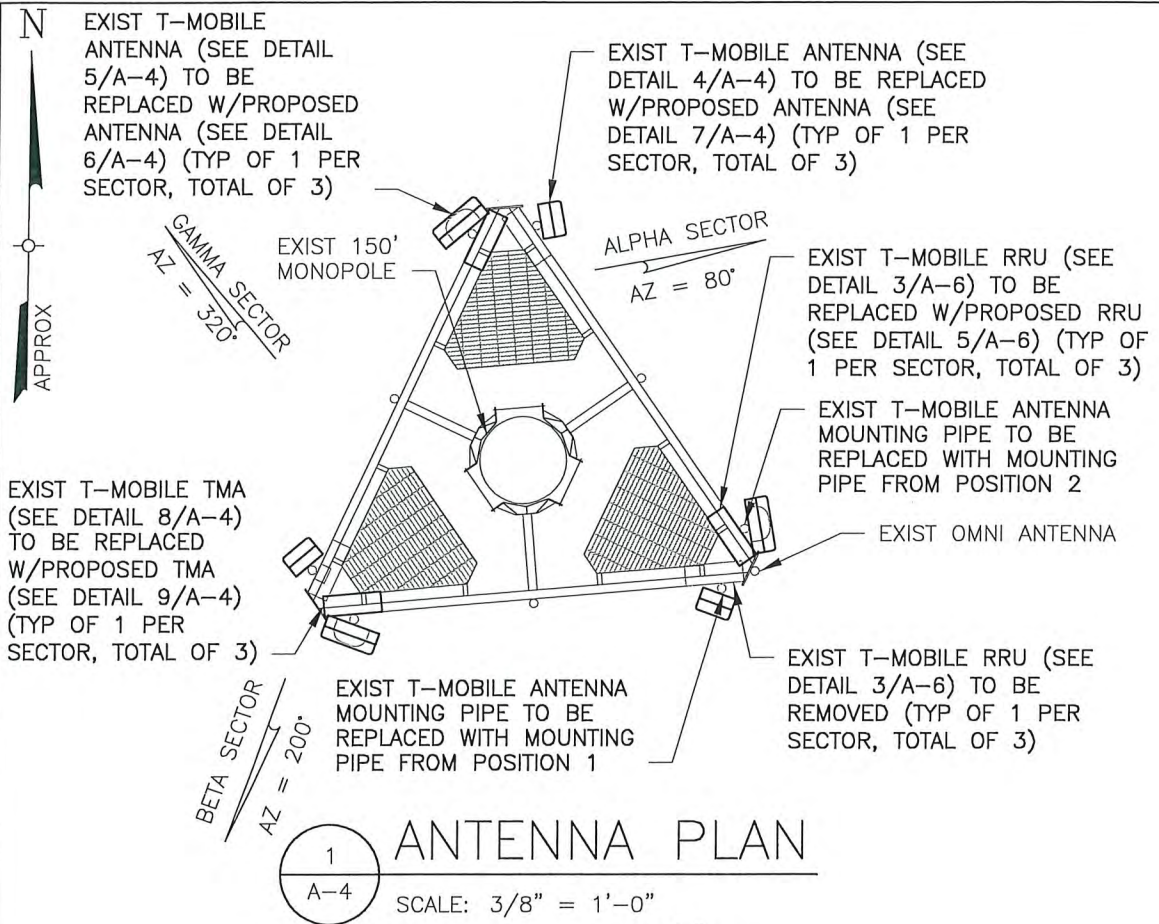 N
APPROX
EXIST T-MOBILE
ANTENNA (SEE DETAIL
5/A-4) TO BE
REPLACED W/PROPOSED
ANTENNA (SEE DETAIL
6/A-4) (TYP OF 1 PER
SECTOR, TOTAL OF 3)
EXIST T-MOBILE ANTENNA (SEE
DETAIL 4/A-4) TO BE REPLACED
W/PROPOSED ANTENNA (SEE
DETAIL 7/A-4) (TYP OF 1 PER
SECTOR, TOTAL OF 3)
GAMMA SECTOR
AZ = 320°
EXIST 150'
MONOPOLE
ALPHA SECTOR
AZ = 80°
EXIST T-MOBILE RRU (SEE
DETAIL 3/A-6) TO BE
REPLACED W/PROPOSED RRU
(SEE DETAIL 5/A-6) (TYP OF
1 PER SECTOR, TOTAL OF 3)
EXIST T-MOBILE ANTENNA
MOUNTING PIPE TO BE
REPLACED WITH MOUNTING
PIPE FROM POSITION 2
EXIST OMNI ANTENNA
EXIST T-MOBILE TMA
(SEE DETAIL 8/A-4)
TO BE REPLACED
W/PROPOSED TMA
(SEE DETAIL 9/A-4)
(TYP OF 1 PER
SECTOR, TOTAL OF 3)
EXIST T-MOBILE RRU (SEE
DETAIL 3/A-6) TO BE
REMOVED (TYP OF 1 PER
SECTOR, TOTAL OF 3)
EXIST T-MOBILE ANTENNA
MOUNTING PIPE TO BE
REPLACED WITH MOUNTING
PIPE FROM POSITION 1
BETA SECTOR
AZ = 200°
1
A-4
ANTENNA PLAN
SCALE: 3/8" = 1'-0"